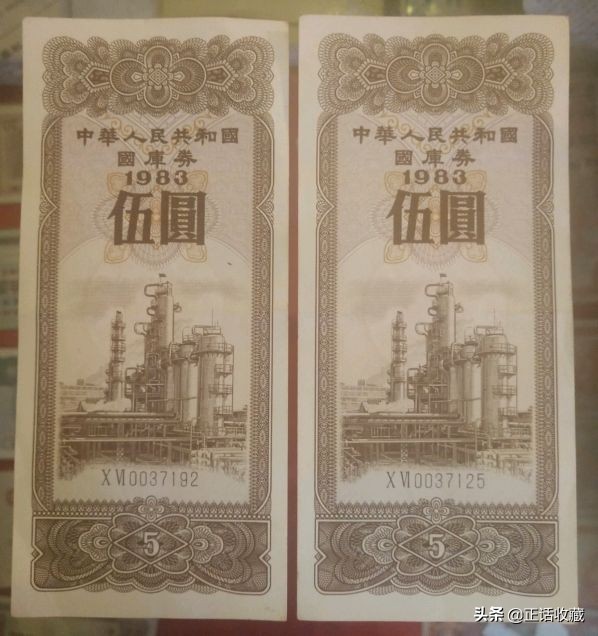 中華人民共和國
國庫券
1983
伍圓
XⅥ0037192
5
中華人民共和國
國庫券
1983
伍圓
XⅥ0037125
5
头条 @正话收藏